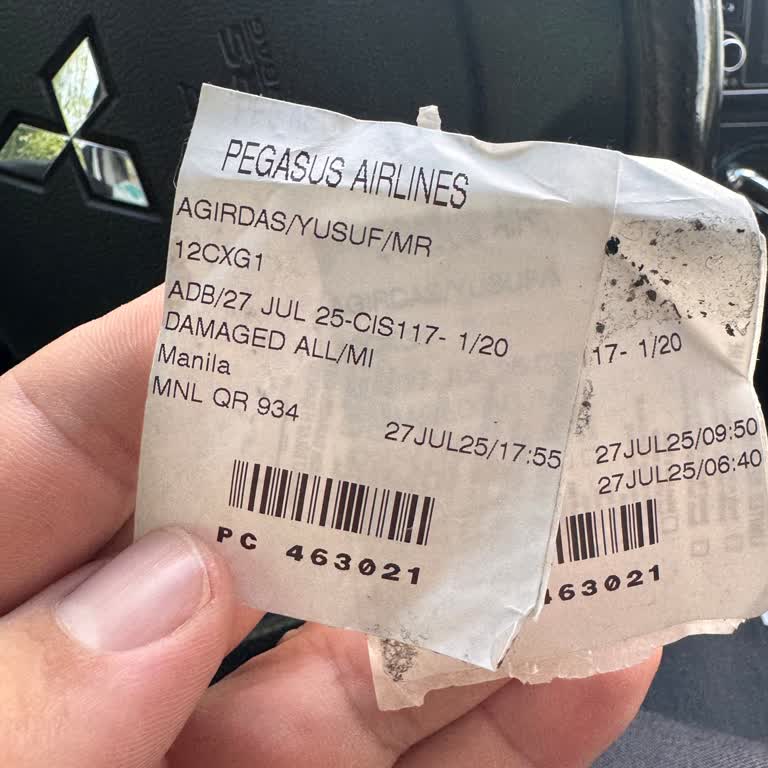 PEGASUS AIRLINES
AGIRDAS/YUSUF/MR
12CXG1
ADB/27 JUL 25-CIS117- 1/20
DAMAGED ALL/MI
Manila
MNL QR 934
27JUL25/17:55
PC 463021
17- 1/20
27JUL25/09:50
27JUL25/06:40
463021